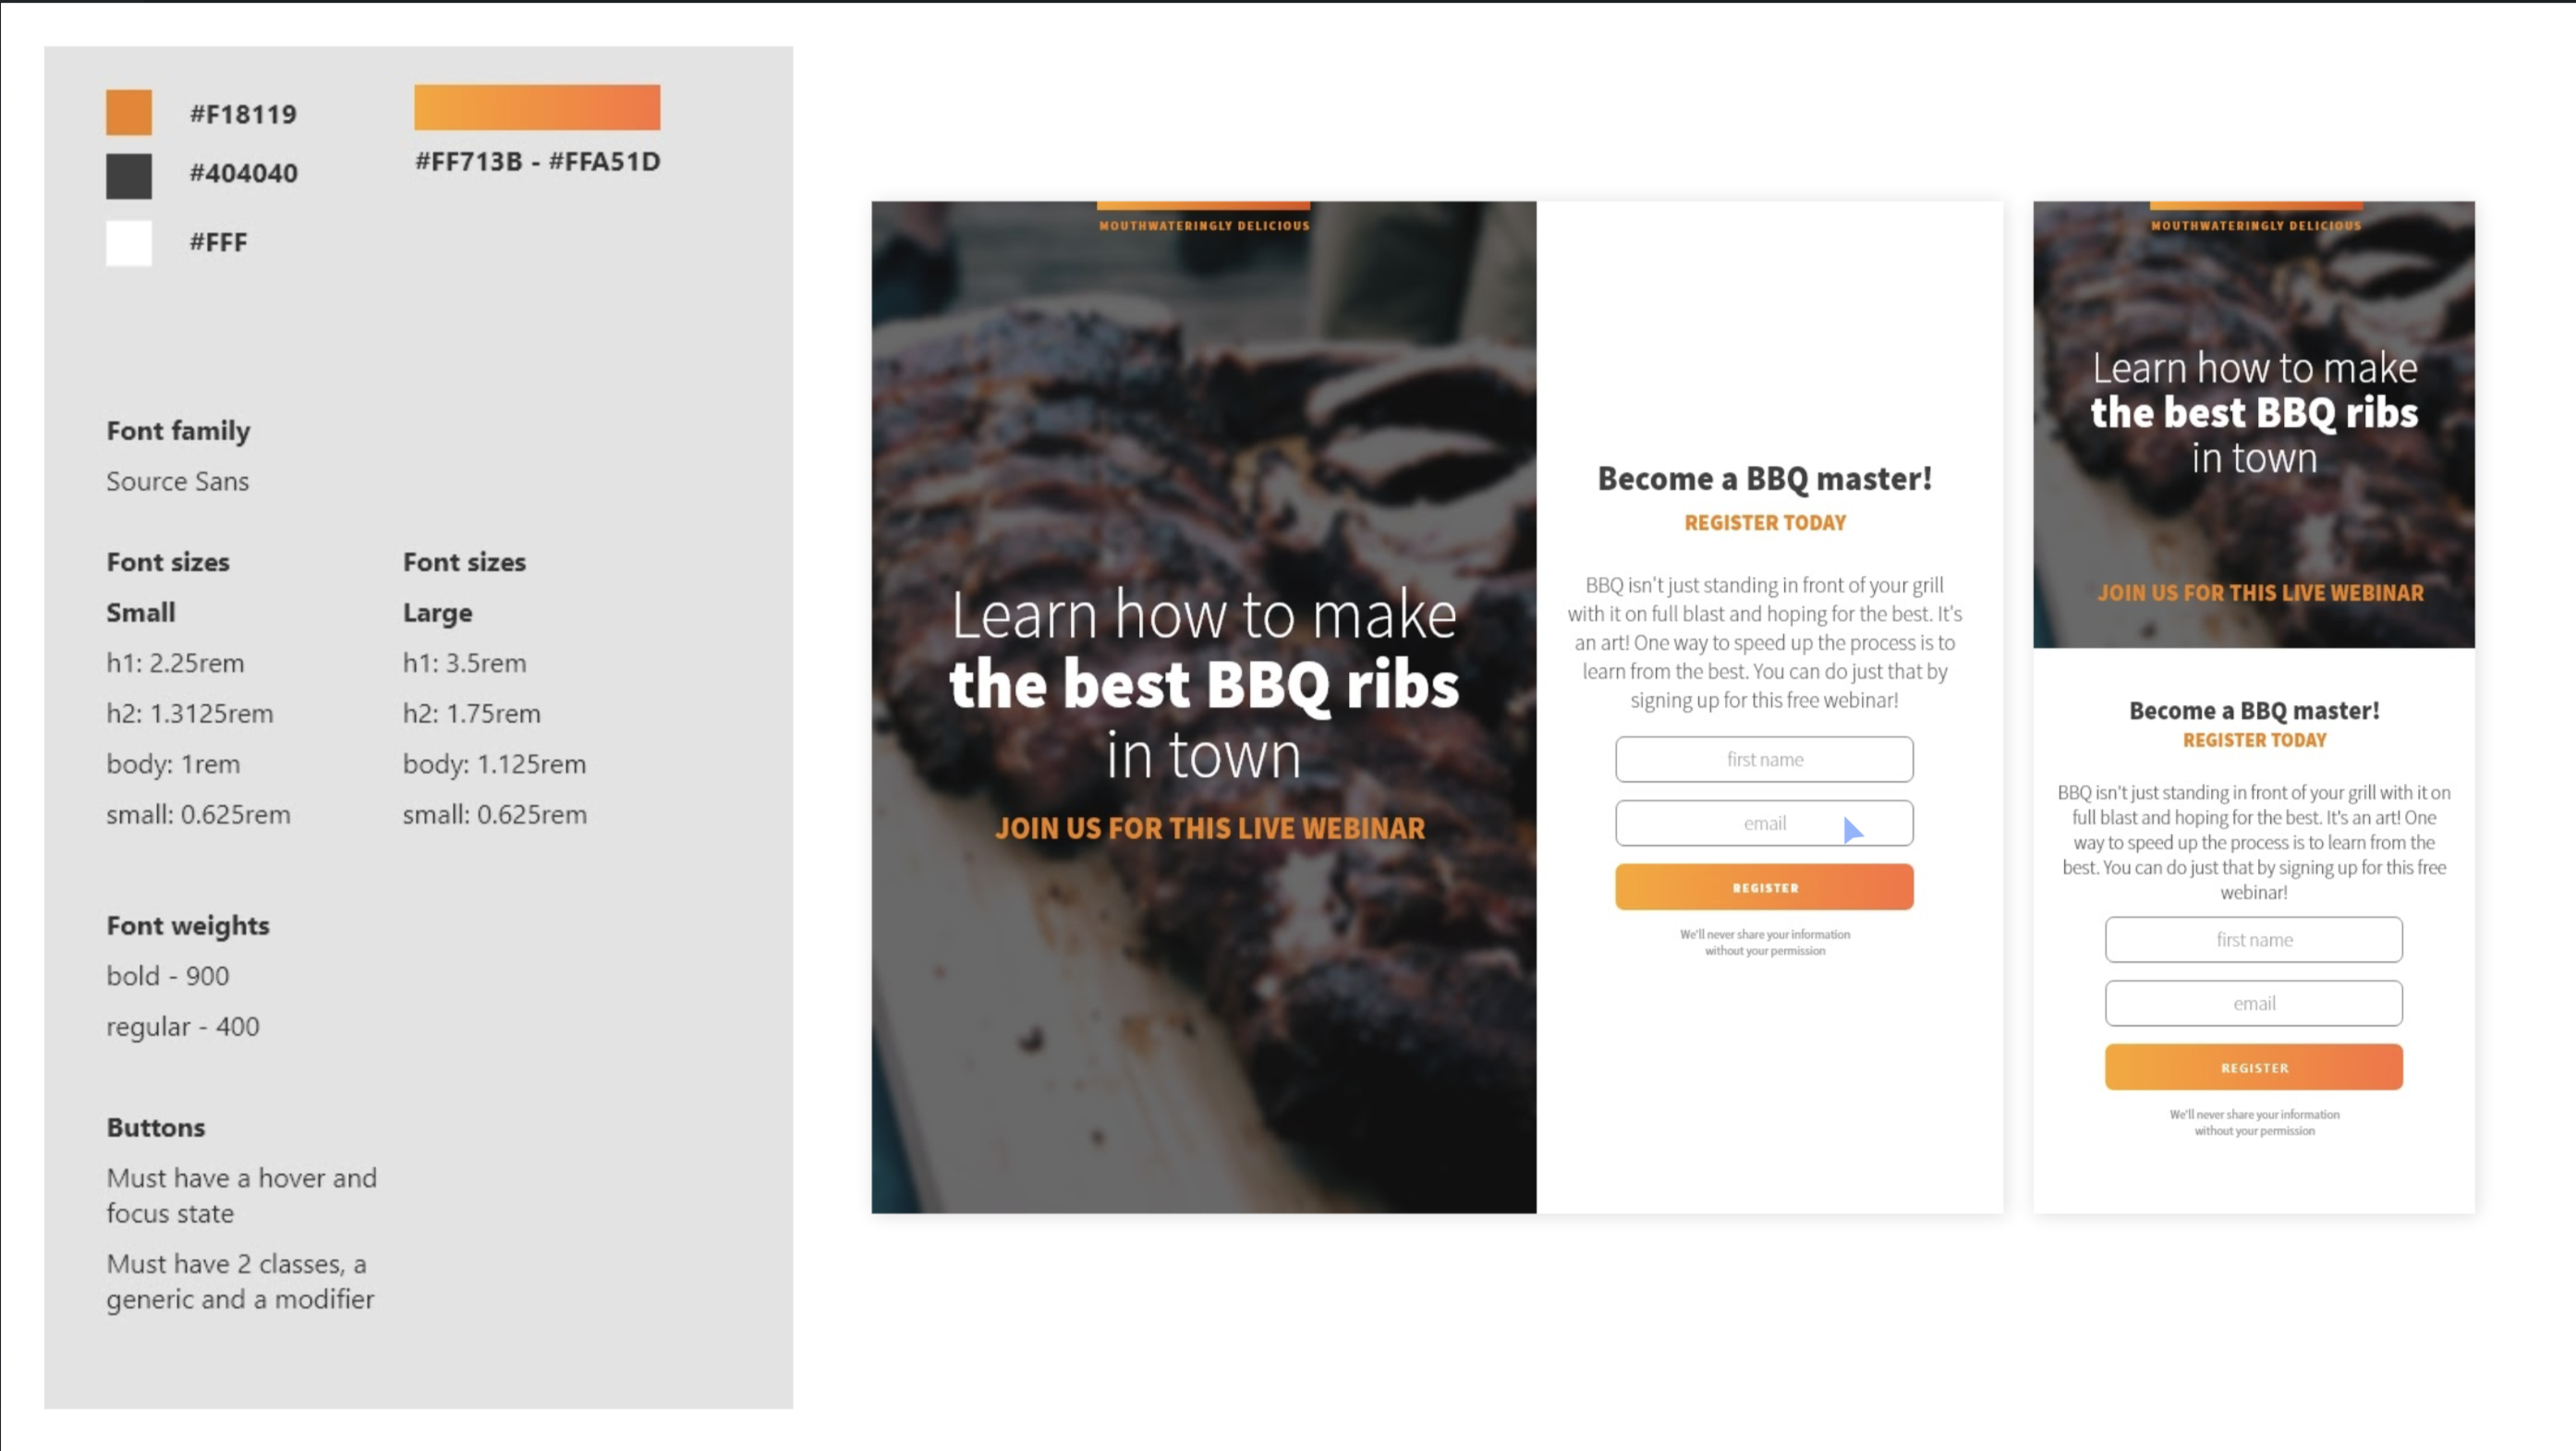 #F18119
#404040
#FFF
#FF713B - #FFA51D
Font family
Source Sans
Font sizes
Small
h1: 2.25rem
h2: 1.3125rem
body: 1rem
small: 0.625rem
Font sizes
Large
h1: 3.5rem
h2: 1.75rem
body: 1.125rem
small: 0.625rem
Font weights
bold - 900
regular - 400
Buttons
Must have a hover and
focus state
Must have 2 classes, a
generic and a modifier
MOUTHWATERINGLY DELICIOUS
Learn how to make
the best BBQ ribs
in town
JOIN US FOR THIS LIVE WEBINAR
Become a BBQ master!
REGISTER TODAY
BBQ isn't just standing in front of your grill
with it on full blast and hoping for the best. It's
an art! One way to speed up the process is to
learn from the best. You can do just that by
signing up for this free webinar!
first name
email
REGISTER
We'll never share your information
without your permission
MOUTHWATERINGLY DELICIOUS
Learn how to make
the best BBQ ribs
in town
JOIN US FOR THIS LIVE WEBINAR
Become a BBQ master!
REGISTER TODAY
BBQ isn't just standing in front of your grill with it on
full blast and hoping for the best. It's an art! One
way to speed up the process is to learn from the
best. You can do just that by signing up for this free
webinar!
first name
email
REGISTER
We'll never share your information
without your permission